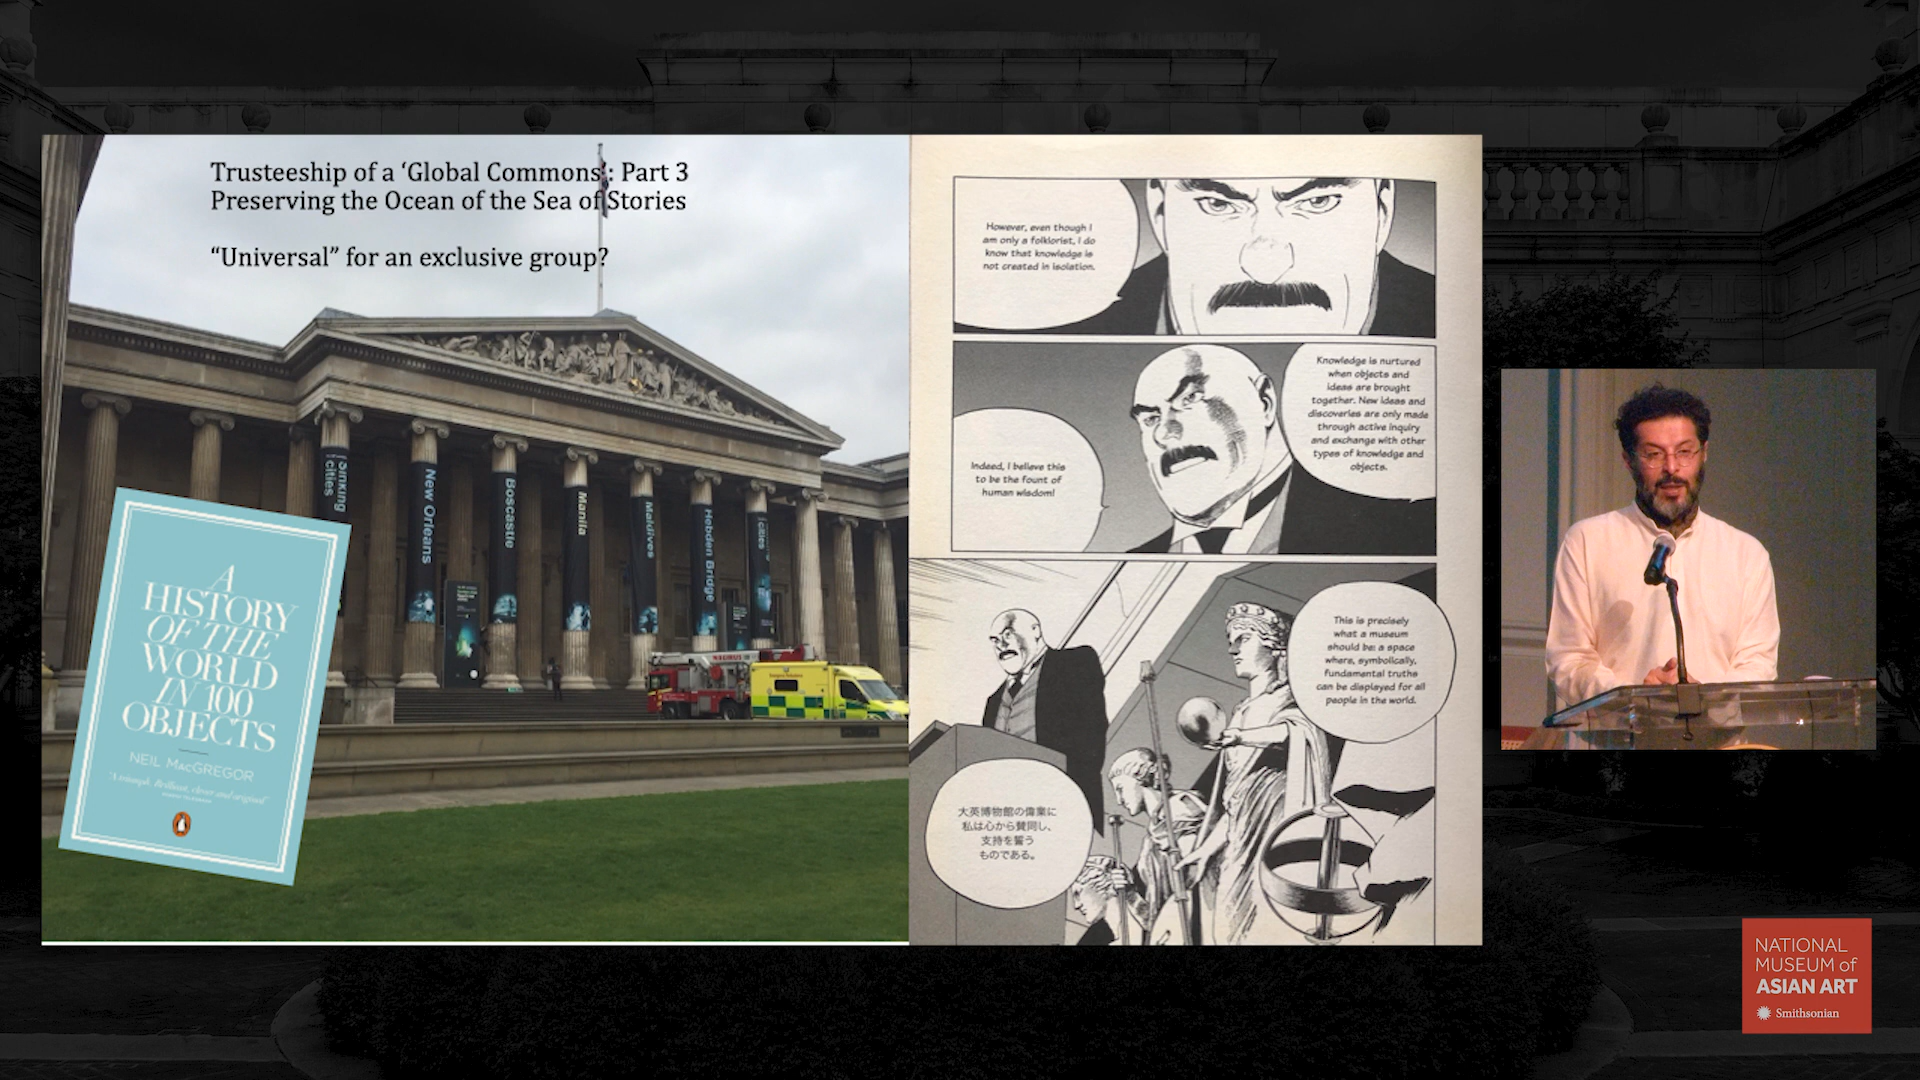 Trusteeship of a ‘Global Commons’: Part 3
Preserving the Ocean of the Sea of Stories
“Universal” for an exclusive group?
cities
Sinking
New Orleans
Boscastle
Manila
Maldives
Hebden Bridge
cities
A
HISTORY
OF THE
WORLD
IN 100
OBJECTS
NEIL MacGREGOR
‘A triumph. Brilliant, clever and original’
However, even though I
am only a folklorist, I do
know that knowledge is
not created in isolation.
Knowledge is nurtured
when objects and
ideas are brought
together. New ideas and
discoveries are only made
through active inquiry
and exchange with other
types of knowledge and
objects.
Indeed, I believe this
to be the fount of
human wisdom!
This is precisely
what a museum
should be: a space
where, symbolically,
fundamental truths
can be displayed for all
people in the world.
大英博物館の偉業に
私は心から賛同し、
支持を誓う
ものである。
NATIONAL
MUSEUM of
ASIAN ART
Smithsonian